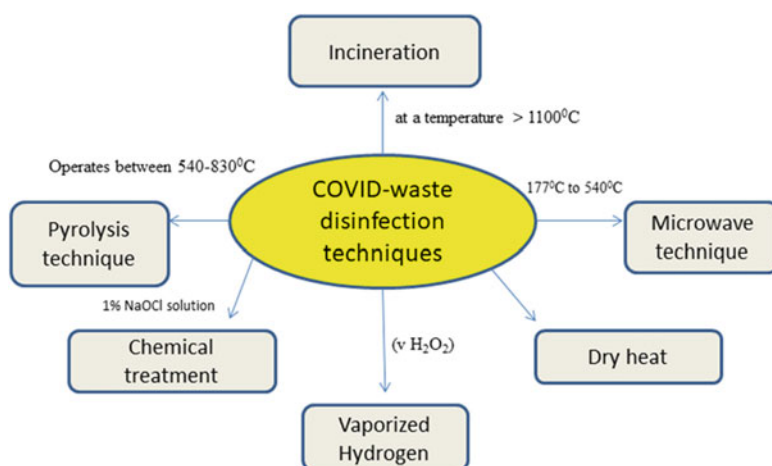 Incineration
at a temperature > 1100⁰C
Operates between 540-830⁰C
COVID-waste
disinfection
techniques
177⁰C to 540⁰C
Pyrolysis
technique
Microwave
technique
1% NaOCl solution
Chemical
treatment
(v H₂O₂)
Dry heat
Vaporized
Hydrogen